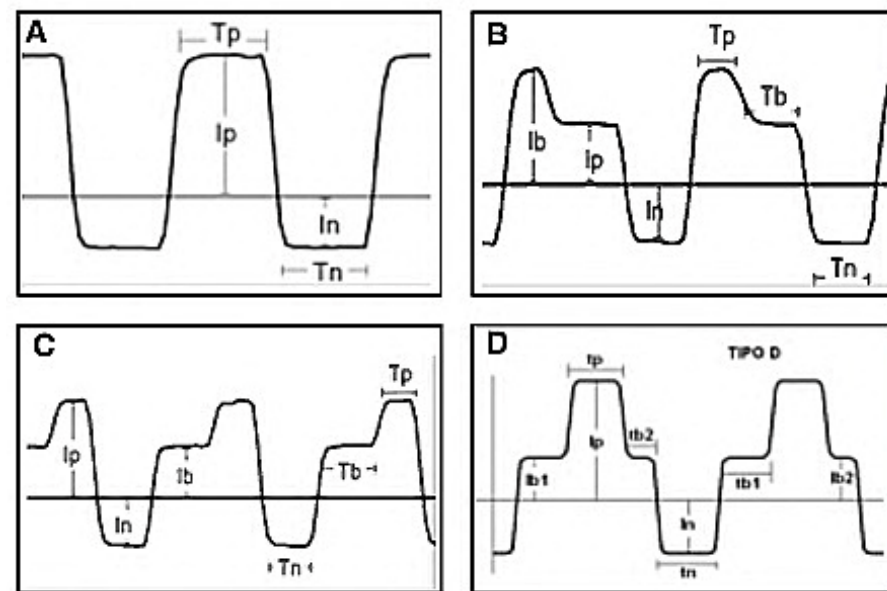 A
Tp
Ip
In
Tn
B
Tp
Tb
Ib
Ip
In
Tn
C
Tp
Ip
Ib
Tb
In
Tn
D
TIPO D
tp
Ip
tb2
Ib1
tb1
Ib2
In
tn